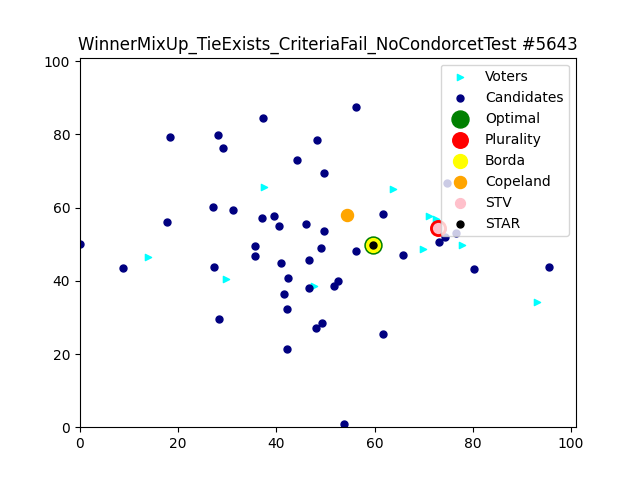 WinnerMixUp_TieExists_CriteriaFail_NoCondorcetTest #5643
100
80
60
40
20
0
0
20
40
60
80
100
Voters
Candidates
Optimal
Plurality
Borda
Copeland
STV
STAR